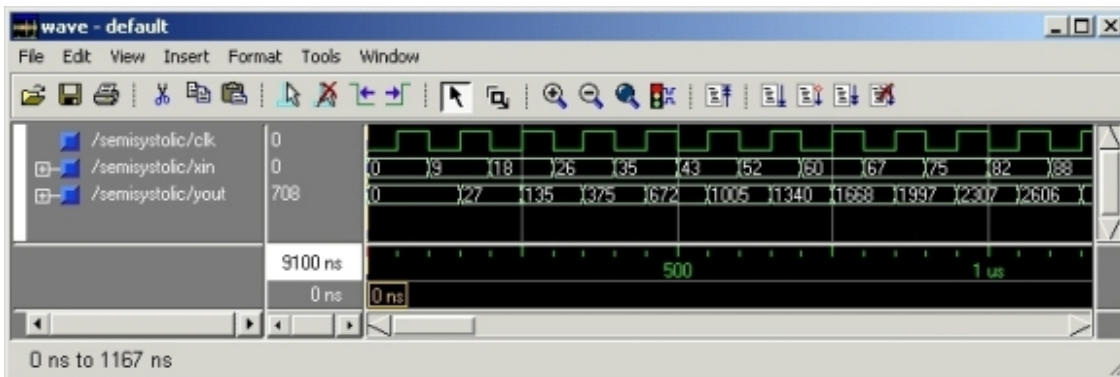 wave - default
File Edit View Insert Format Tools Window
/semisystolic/clk 0
/semisystolic/xin 0 0 9 18 26 35 43 52 60 67 75 82 88
/semisystolic/yout 708 0 27 135 375 672 1005 1340 1668 1997 2307 2606
9100 ns 500 1 us
0 ns 0 ns
0 ns to 1167 ns